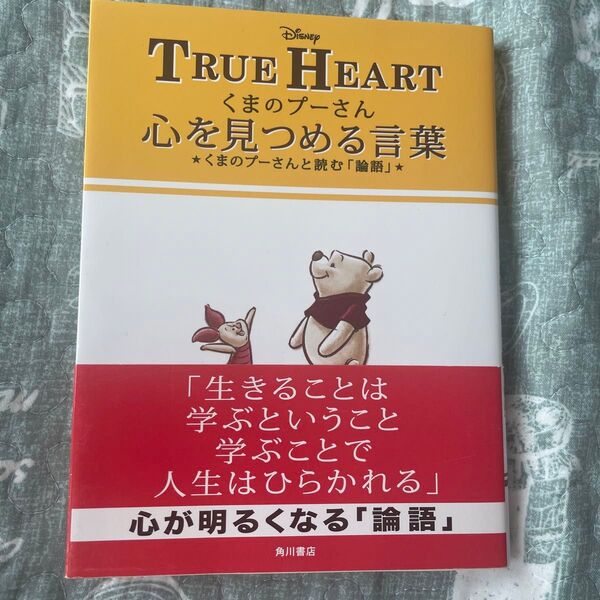 Disney
TRUE HEART
くまのプーさん
心を見つめる言葉
★くまのプーさんと読む「論語」★
「生きることは
学ぶということ
学ぶことで
人生はひらかれる」
心が明るくなる「論語」
角川書店